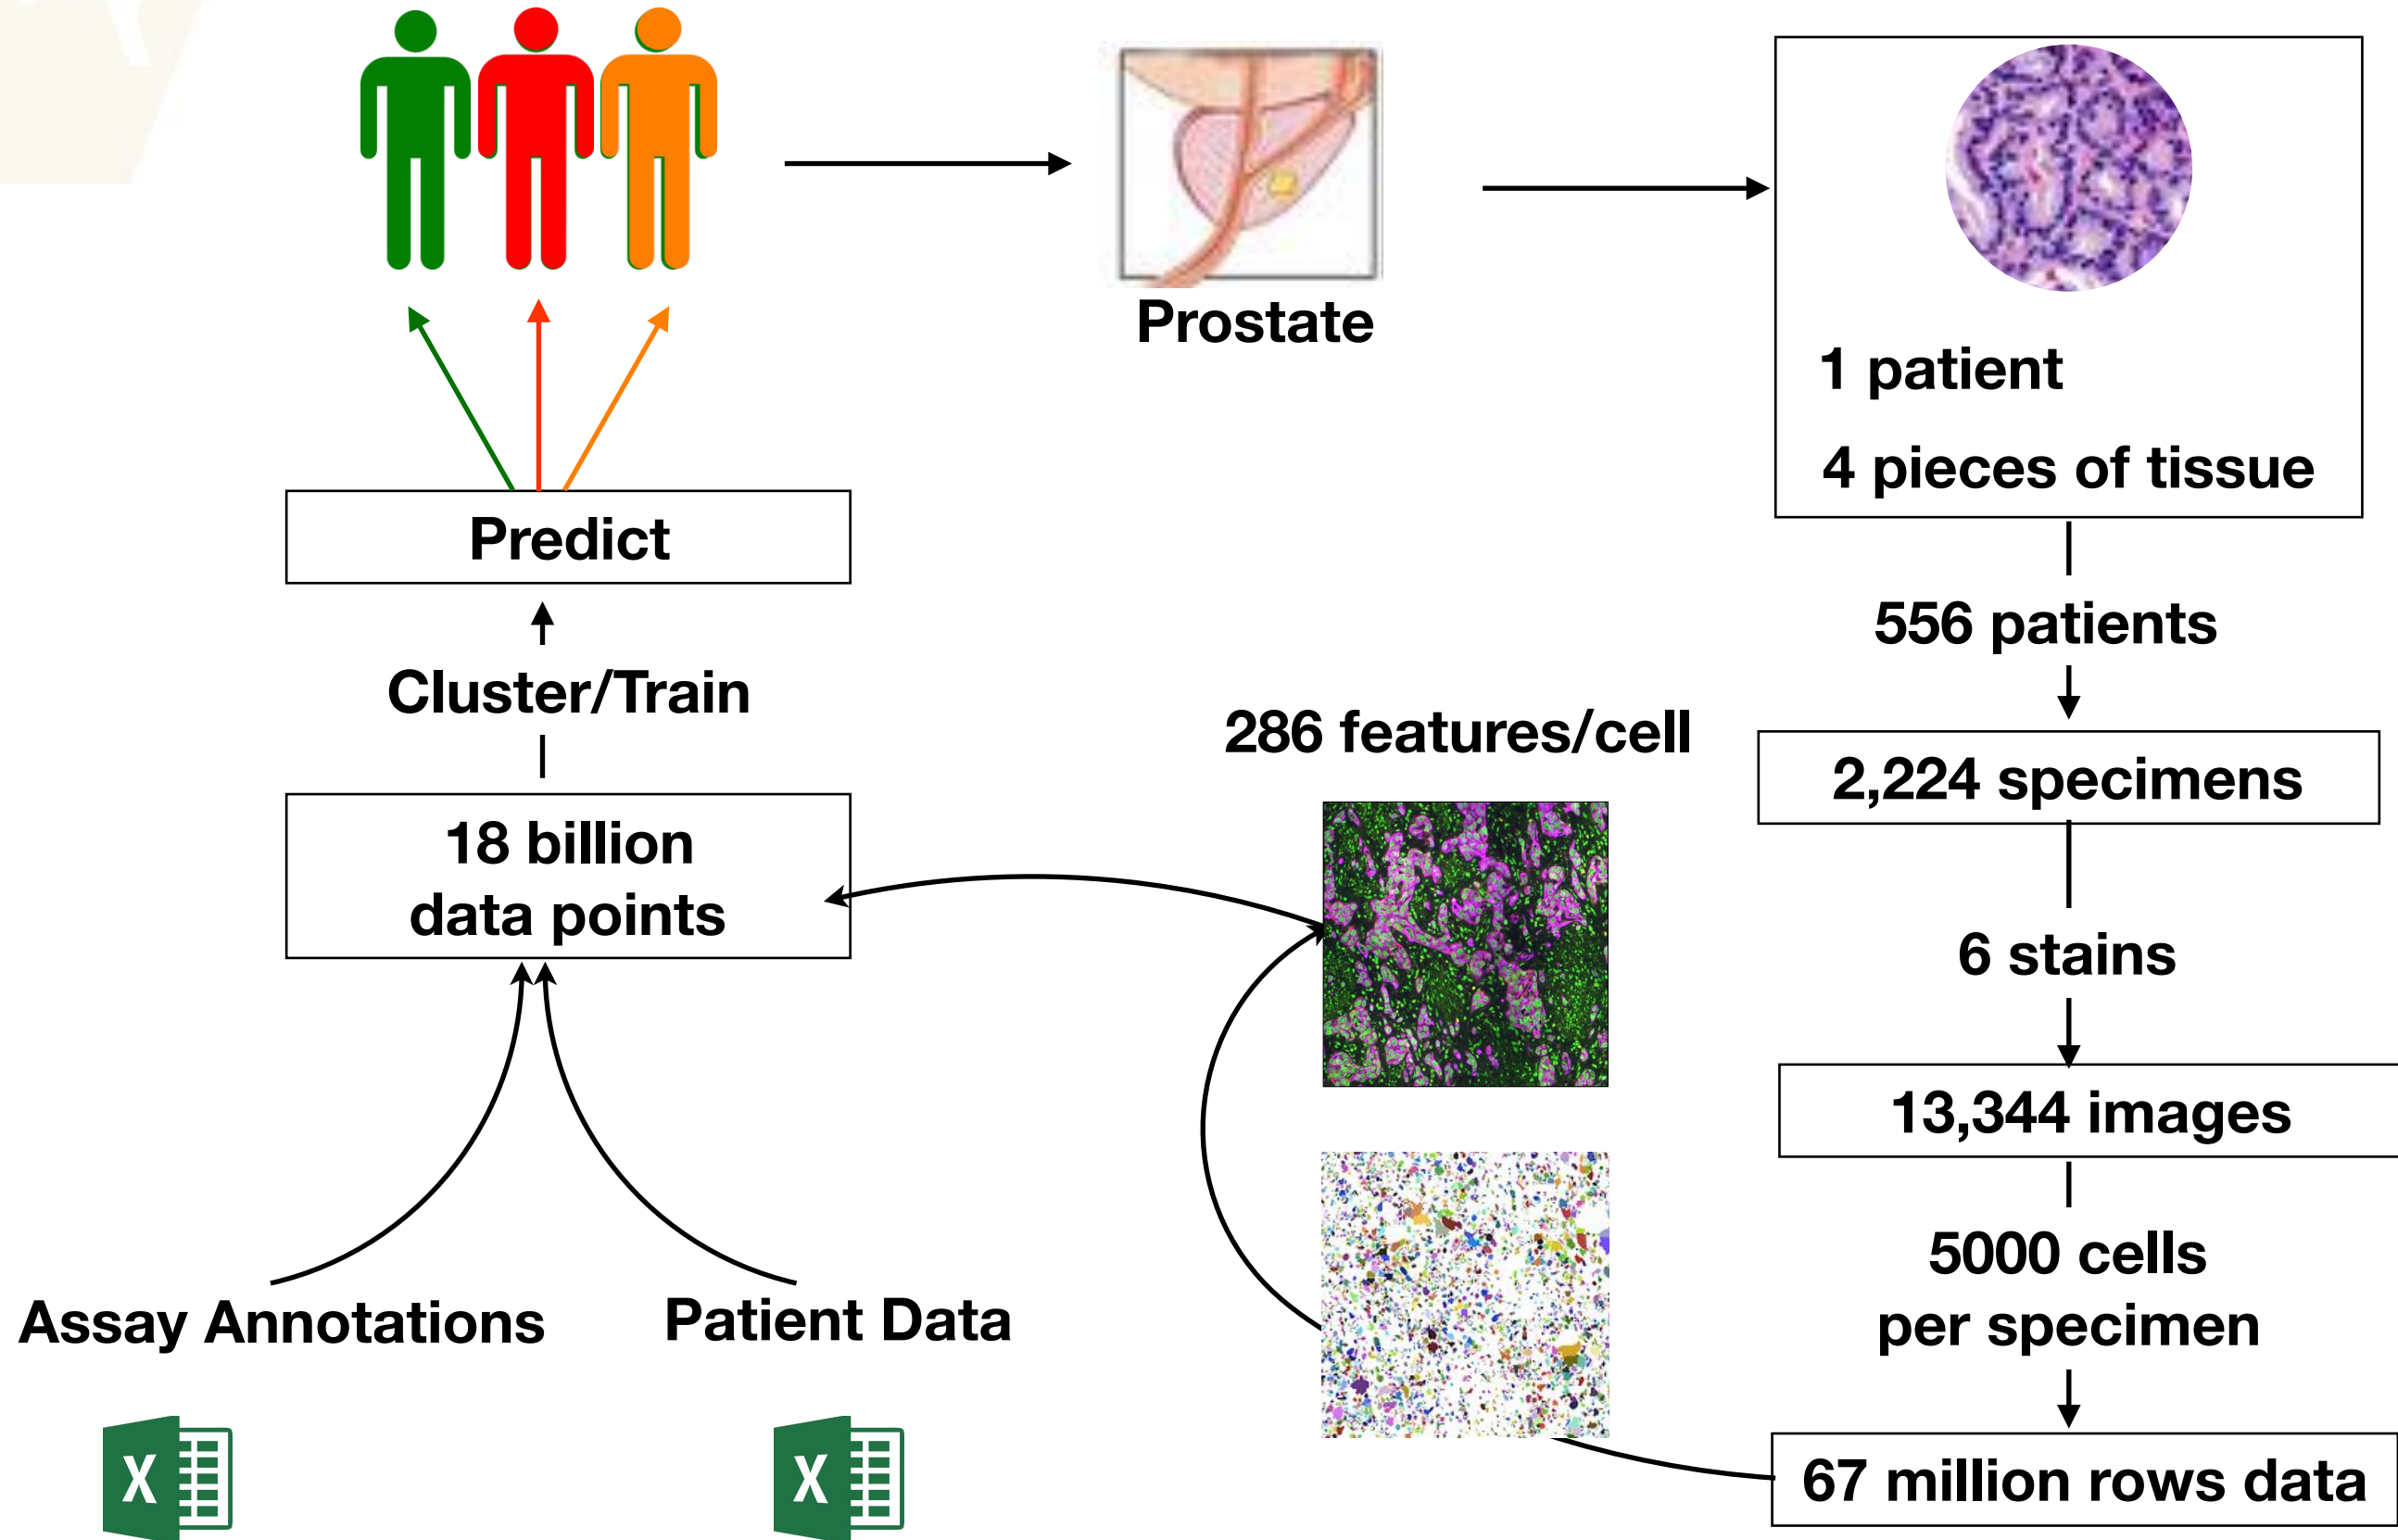 Prostate
1 patient
4 pieces of tissue
556 patients
2,224 specimens
6 stains
13,344 images
5000 cells
per specimen
67 million rows data
286 features/cell
18 billion
data points
Assay Annotations
Patient Data
X
X
Cluster/Train
Predict